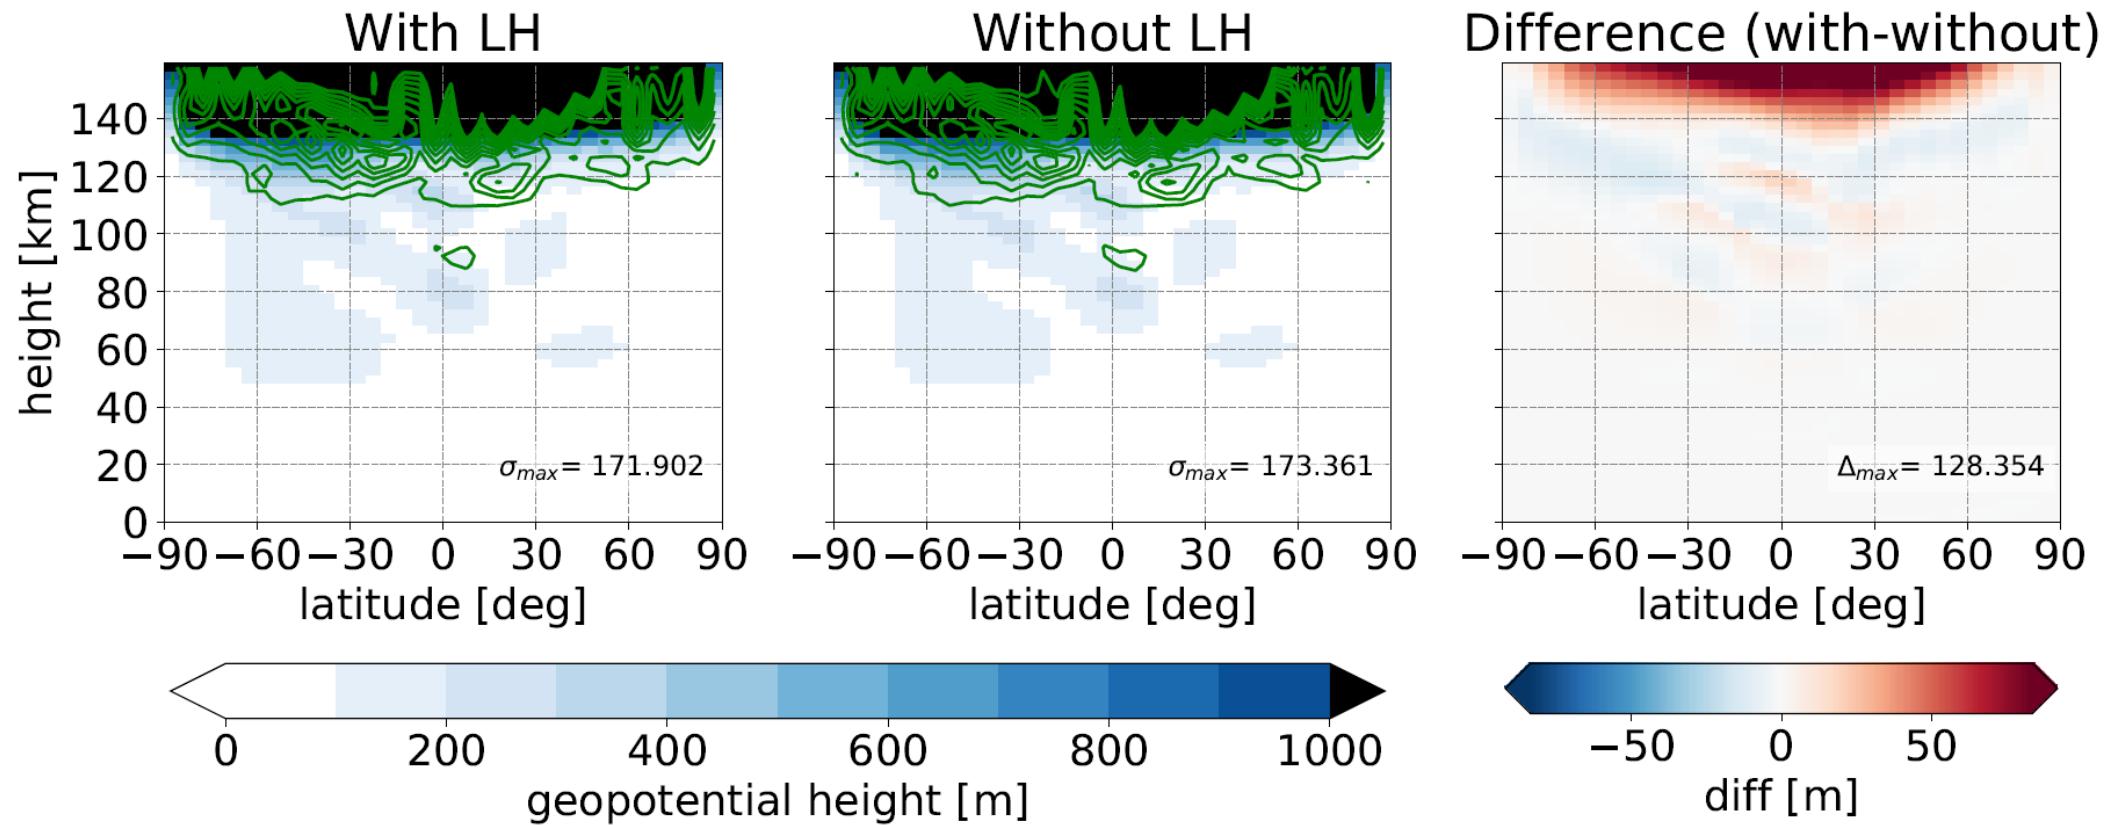 With LH
Without LH
Difference (with-without)
height [km]
140
120
100
80
60
40
20
0
σmax= 171.902
σmax= 173.361
Δmax= 128.354
−90 −60 −30 0 30 60 90
−90 −60 −30 0 30 60 90
−90 −60 −30 0 30 60 90
latitude [deg]
latitude [deg]
latitude [deg]
0 200 400 600 800 1000
geopotential height [m]
−50 0 50
diff [m]